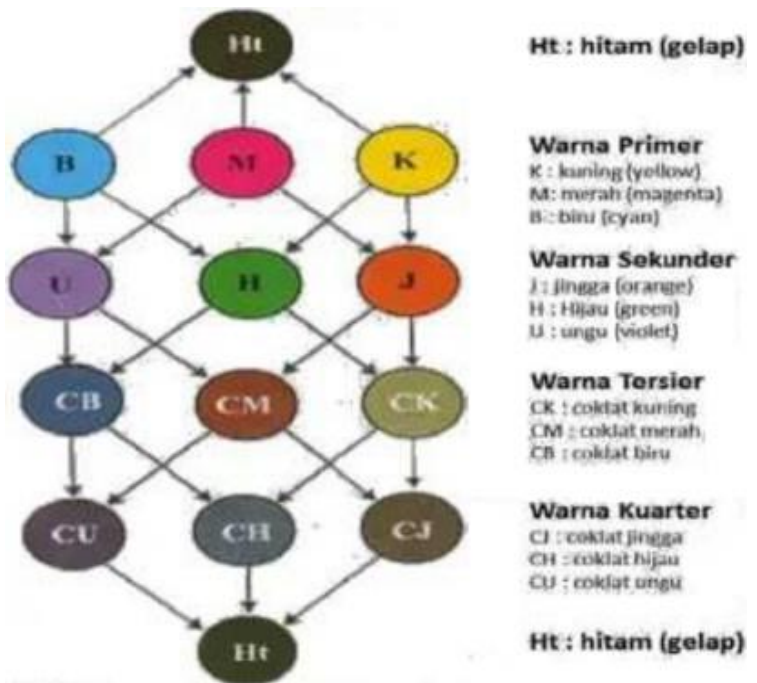 Ht
Ht : hitam (gelap)
B M K
Warna Primer
K : kuning (yellow)
M: merah (magenta)
B : biru (cyan)
U H J
Warna Sekunder
J : jingga (orange)
H : Hijau (green)
U : ungu (violet)
CB CM CK
Warna Tersier
CK : coklat kuning
CM : coklat merah
CB : coklat biru
CU CH CJ
Warna Kuarter
CJ : coklat jingga
CH : coklat hijau
CU : coklat ungu
Ht
Ht : hitam (gelap)